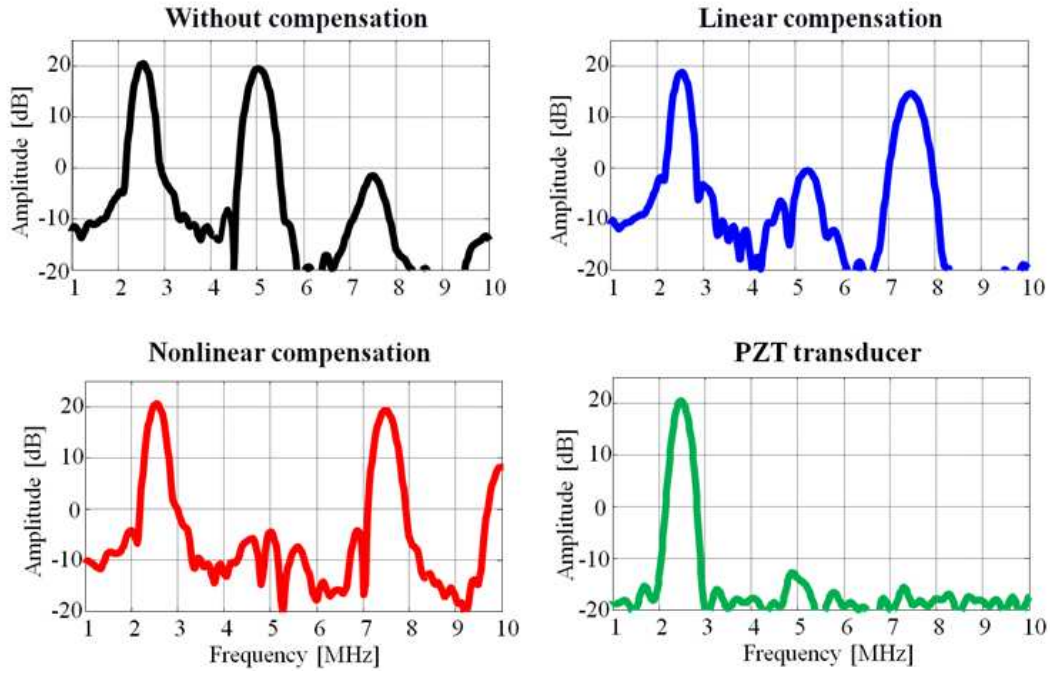 Without compensation
Amplitude [dB]
20
10
0
-10
-20
1 2 3 4 5 6 7 8 9 10
Linear compensation
Amplitude [dB]
20
10
0
-10
-20
1 2 3 4 5 6 7 8 9 10
Nonlinear compensation
Amplitude [dB]
20
10
0
-10
-20
1 2 3 4 5 6 7 8 9 10
Frequency [MHz]
PZT transducer
Amplitude [dB]
20
10
0
-10
-20
1 2 3 4 5 6 7 8 9 10
Frequency [MHz]